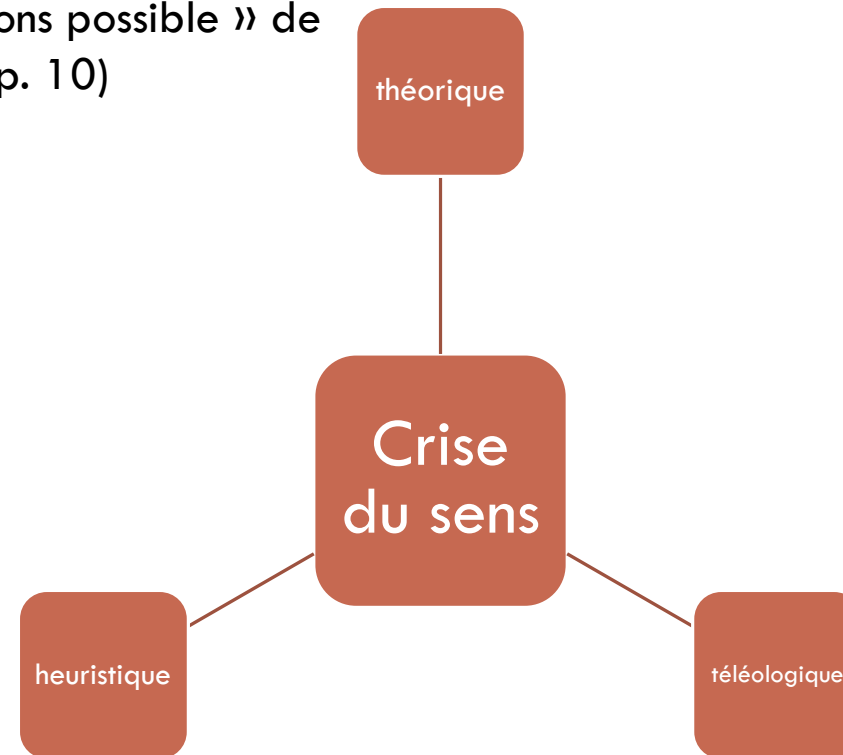 ons possible » de
p. 10)
théorique
Crise
du sens
heuristique
téléologique